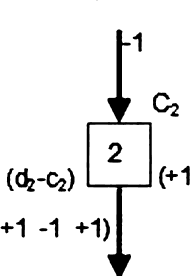 -1
C₂
2
(d₂-c₂) (+1
+1 -1 +1)